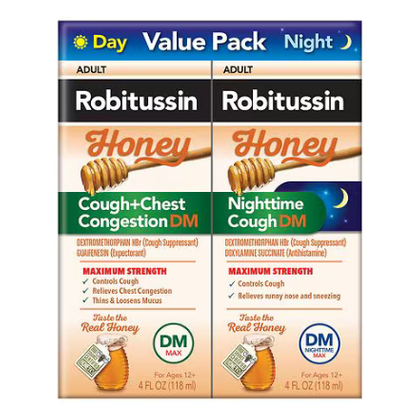 Day Value Pack Night
ADULT
Robitussin
Honey
Cough+Chest
Congestion DM
DEXTROMETHORPHAN HBr (Cough Suppressant)
GUAIFENESIN (Expectorant)
MAXIMUM STRENGTH
✓ Controls Cough
✓ Relieves Chest Congestion
✓ Thins & Loosens Mucus
Taste the
Real Honey
DM
MAX
For Ages 12+
4 FL OZ (118 ml)
ADULT
Robitussin
Honey
Nighttime
Cough DM
DEXTROMETHORPHAN HBr (Cough Suppressant)
DOXYLAMINE SUCCINATE (Antihistamine)
MAXIMUM STRENGTH
✓ Controls Cough
✓ Relieves runny nose and sneezing
Taste the
Real Honey
DM
NIGHTTIME
MAX
For Ages 12+
4 FL OZ (118 ml)